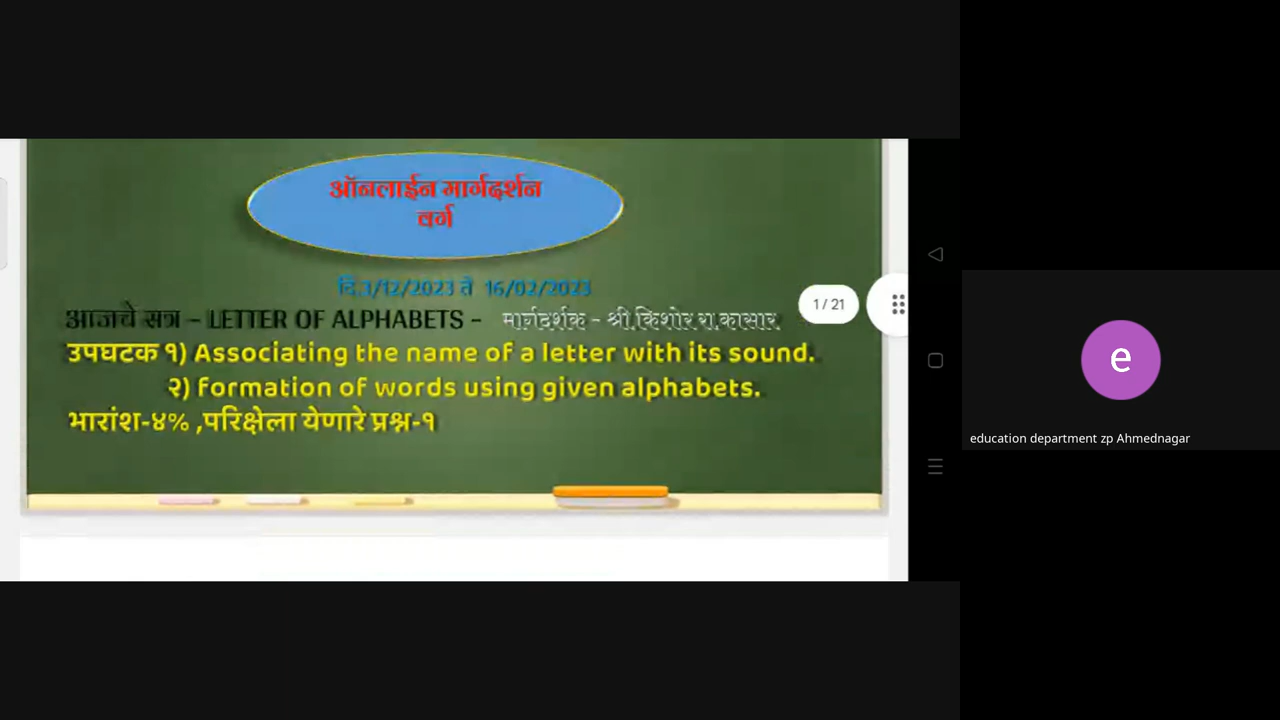 ऑनलाईन मार्गदर्शन
वर्ग
दि.1/12/2023 ते 16/02/2023
आजचे सत्र – LETTER OF ALPHABETS – मार्गदर्शक – श्री.किशोर रा.कासार
1 / 21
उपघटक १) Associating the name of a letter with its sound.
२) formation of words using given alphabets.
भारांश-४% ,परिक्षेला येणारे प्रश्न-१
e
education department zp Ahmednagar